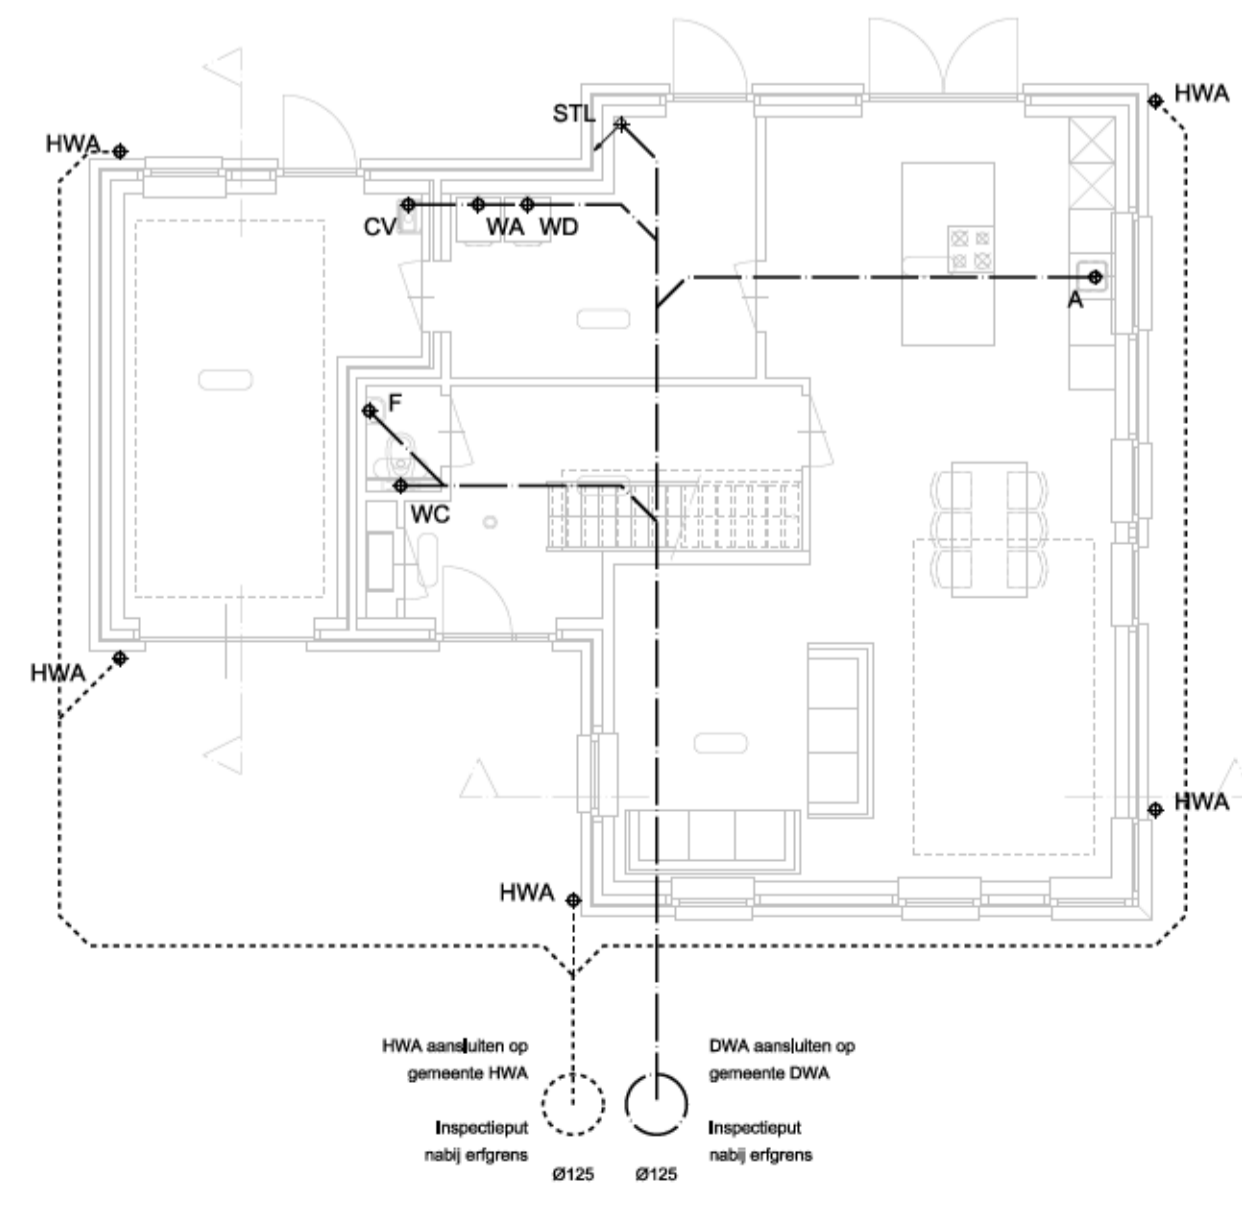 HWA
STL
HWA
CV
WA
WD
A
F
WC
HWA
HWA
HWA
HWA aansluiten op
gemeente HWA
DWA aansluiten op
gemeente DWA
Inspectieput
nabij erfgrens
Inspectieput
nabij erfgrens
Ø125
Ø125